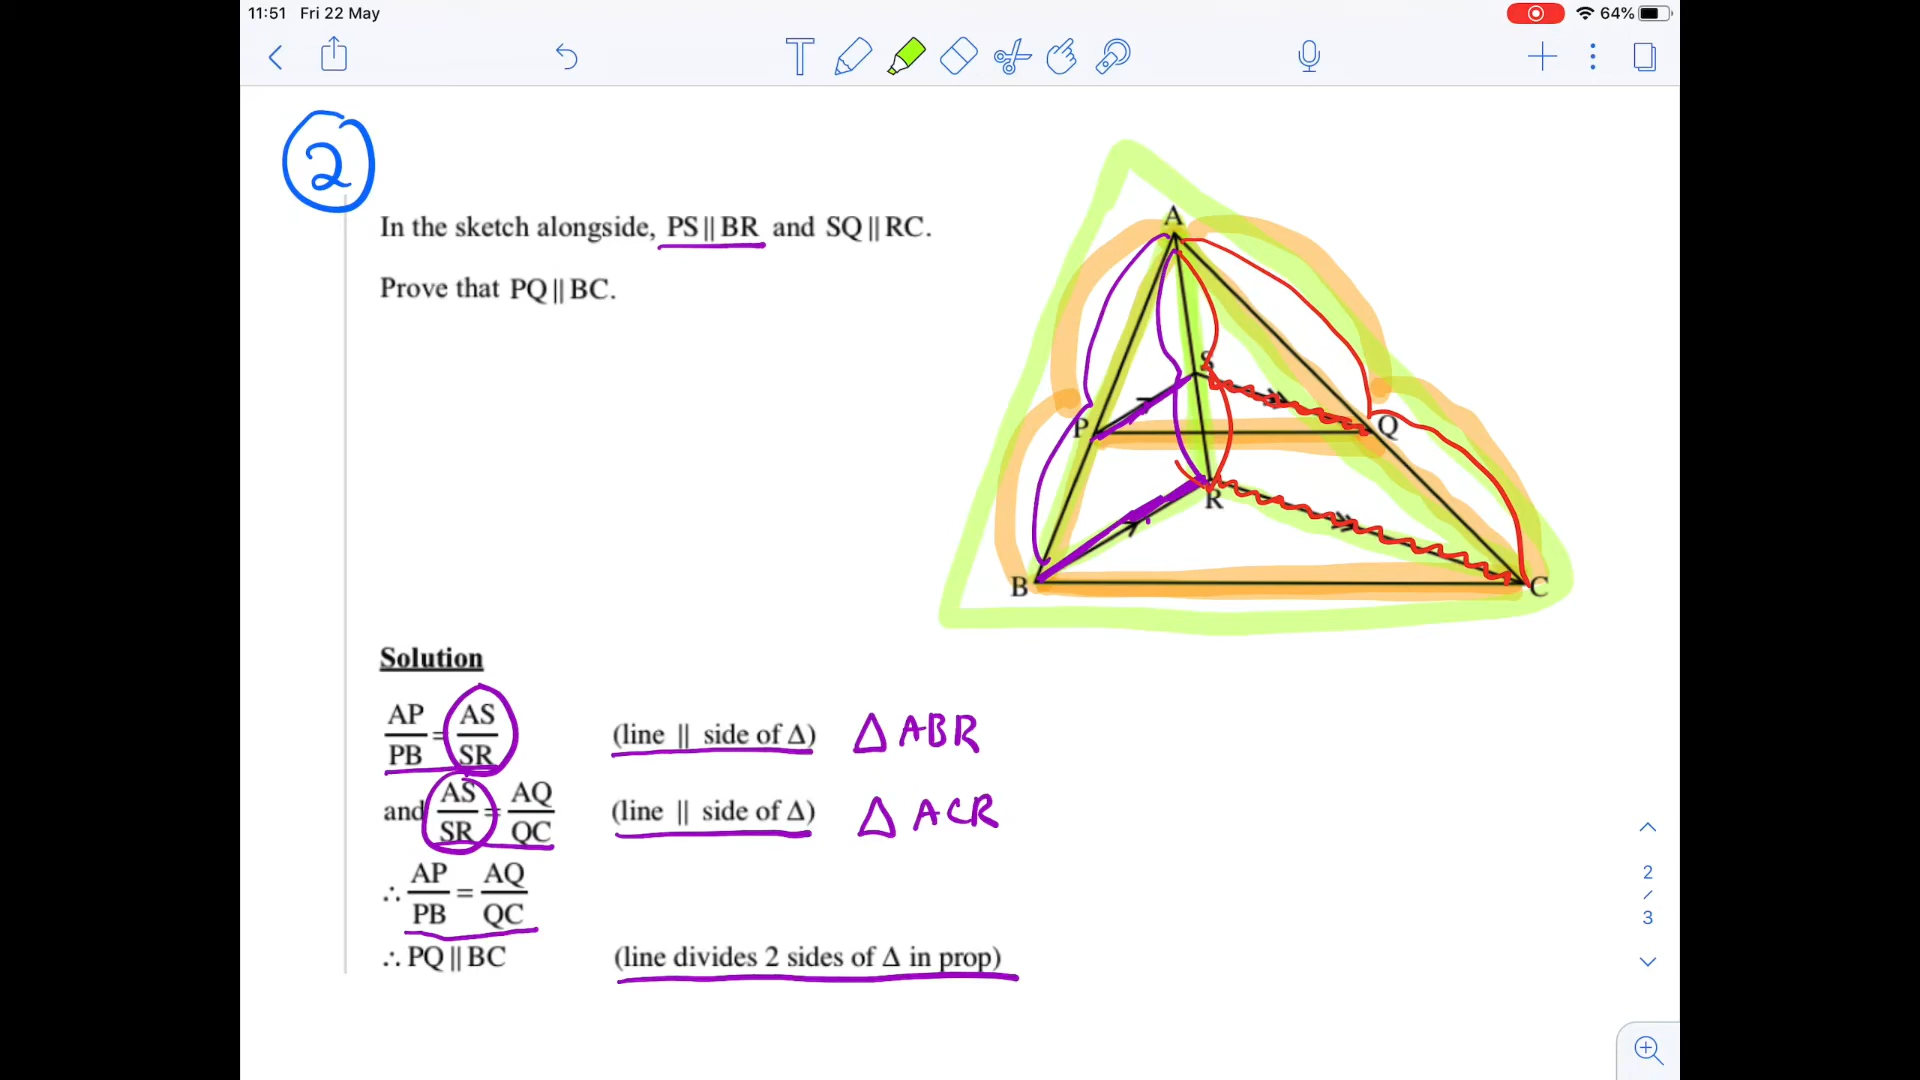 11:51 Fri 22 May
64%
2
In the sketch alongside, PS || BR and SQ || RC.
Prove that PQ || BC.
A
S
P
Q
R
B
C
Solution
AP/PB = AS/SR (line || side of Δ) Δ ABR
and AS/SR = AQ/QC (line || side of Δ) Δ ACR
∴ AP/PB = AQ/QC
∴ PQ || BC (line divides 2 sides of Δ in prop)
2
/
3